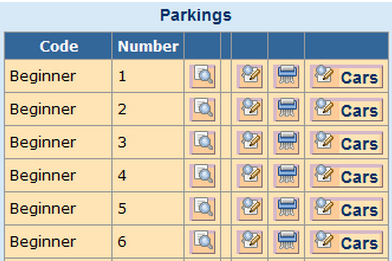 Parkings
Code Number
Beginner 1 Cars
Beginner 2 Cars
Beginner 3 Cars
Beginner 4 Cars
Beginner 5 Cars
Beginner 6 Cars